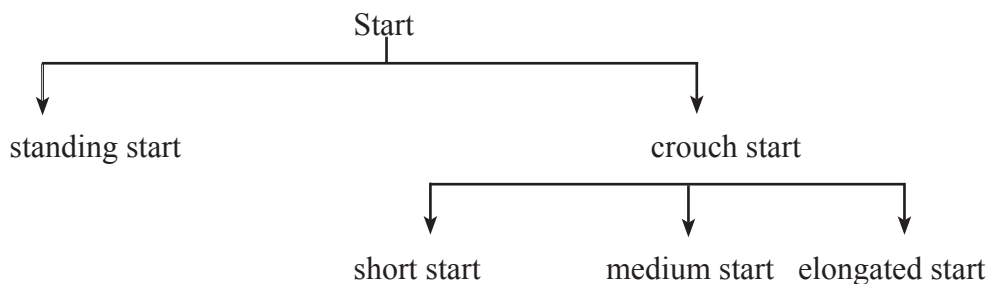 Start
standing start
crouch start
short start
medium start
elongated start